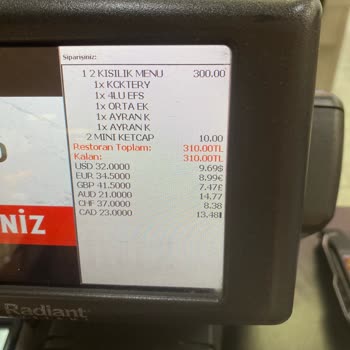 Siparişiniz:
1 2 KISILIK MENU 300.00
1x KCKTERY
1x 4LU EFS
1x ORTA EK
1x AYRAN K
1x AYRAN K
2 MINI KETCAP 10.00
Restoran Toplam: 310.00TL
Kalan: 310.00TL
USD 32.0000 9.69$
EUR 34.5000 8.99€
GBP 41.5000 7.47£
AUD 21.0000 14.77
CHF 37.0000 8.38
CAD 23.0000 13.48
NİZ
Radiant